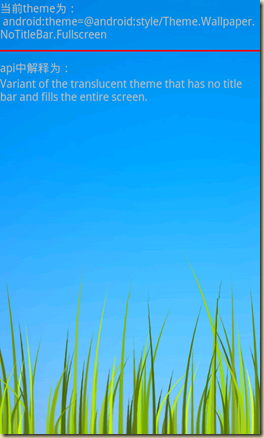 当前theme为：
android:theme=@android:style/Theme.Wallpaper.
NoTitleBar.Fullscreen
api中解释为：
Variant of the translucent theme that has no title
bar and fills the entire screen.